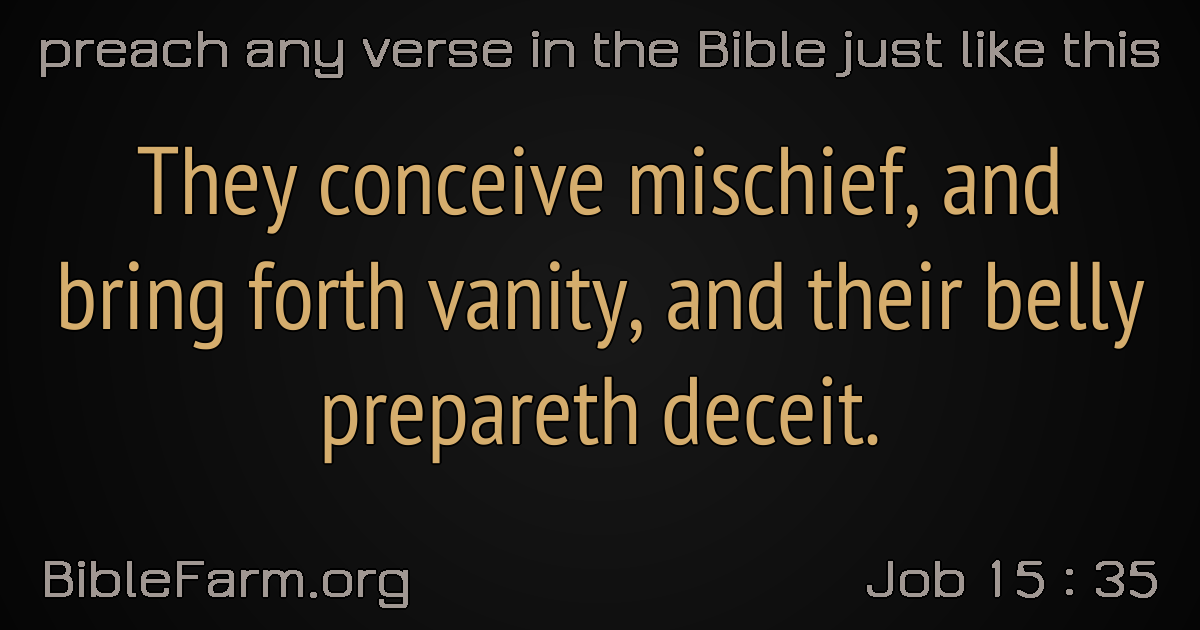 preach any verse in the Bible just like this
They conceive mischief, and
bring forth vanity, and their belly
prepareth deceit.
BibleFarm.org
Job 15 : 35